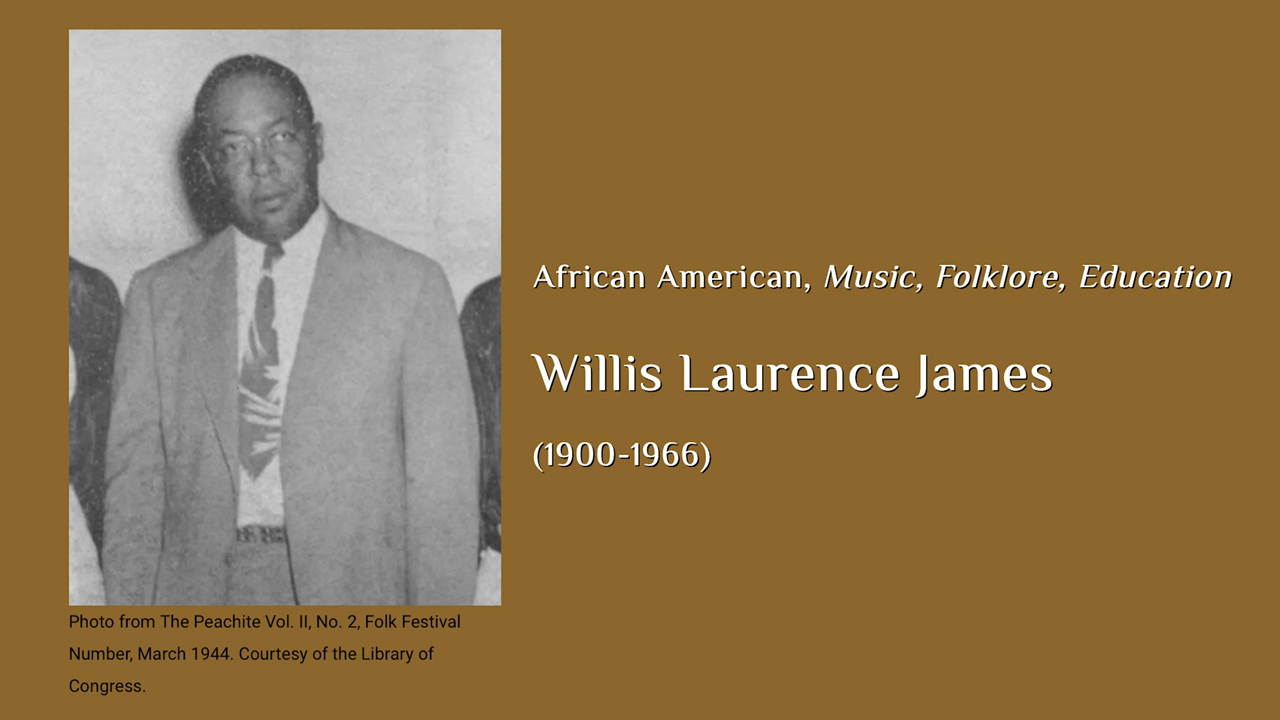 African American, Music, Folklore, Education
Willis Laurence James
(1900-1966)
Photo from The Peachite Vol. II, No. 2, Folk Festival
Number, March 1944. Courtesy of the Library of
Congress.